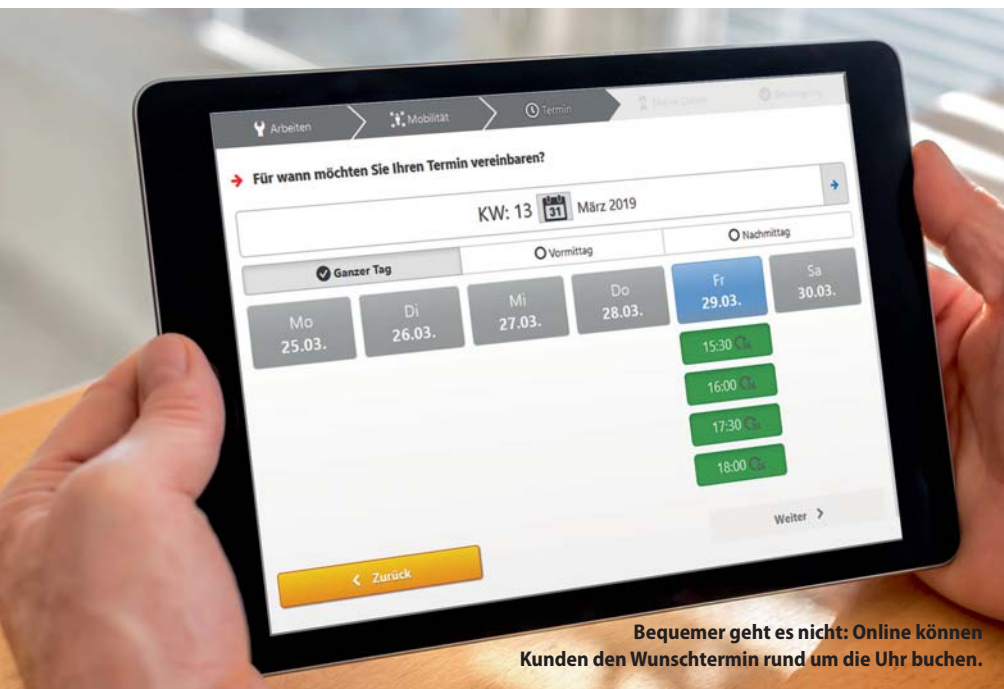 Arbeiten
Mobilität
Termin
Meine Daten
Bestätigung
Für wann möchten Sie Ihren Termin vereinbaren?
KW: 13 31 März 2019
Ganzer Tag
Vormittag
Nachmittag
Mo
25.03.
Di
26.03.
Mi
27.03.
Do
28.03.
Fr
29.03.
Sa
30.03.
15:30
16:00
17:30
18:00
Weiter
Zurück
Bequemer geht es nicht: Online können
Kunden den Wunschtermin rund um die Uhr buchen.